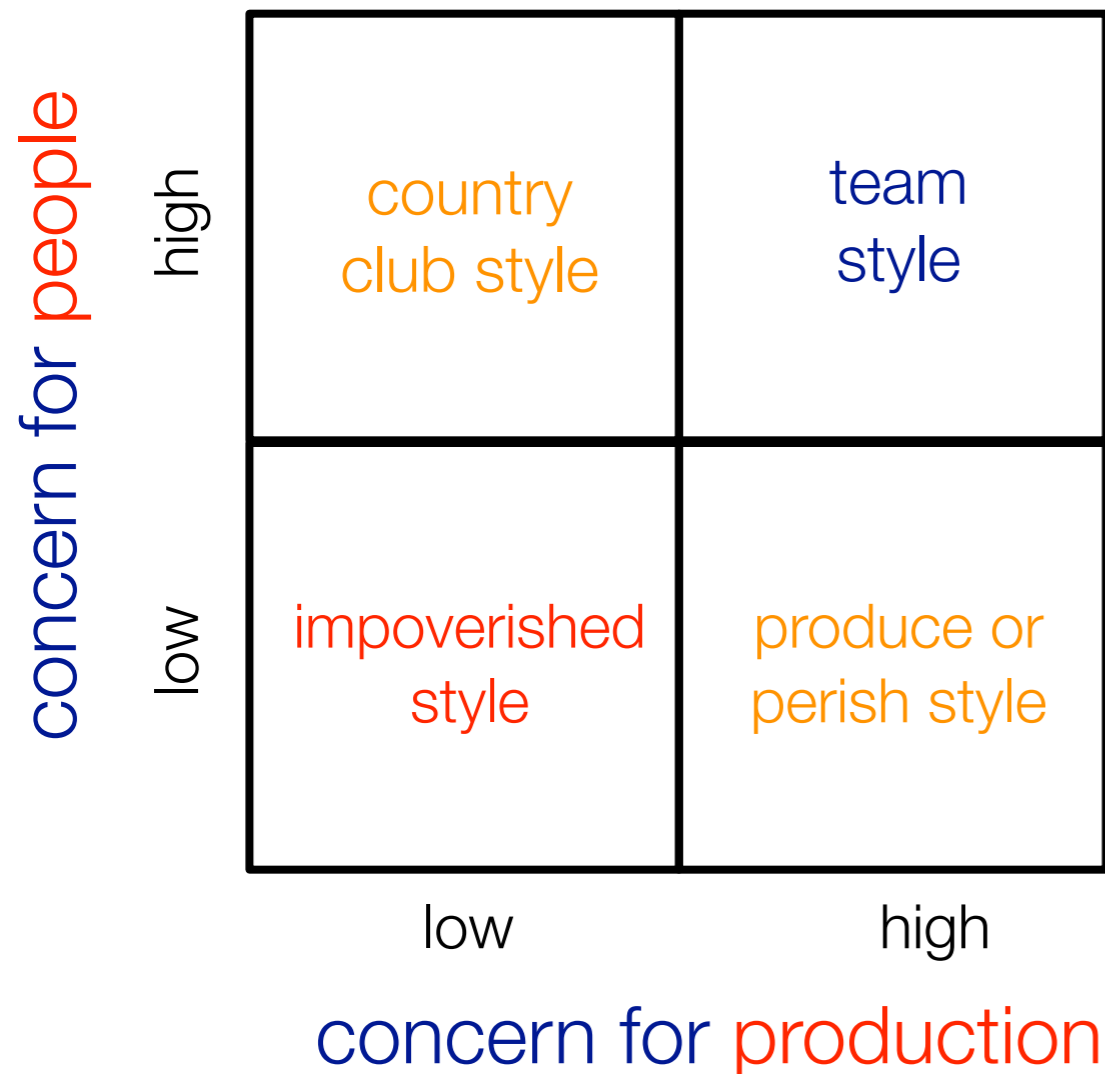 concern for people
high
country
club style
team
style
low
impoverished
style
produce or
perish style
low
high
concern for production